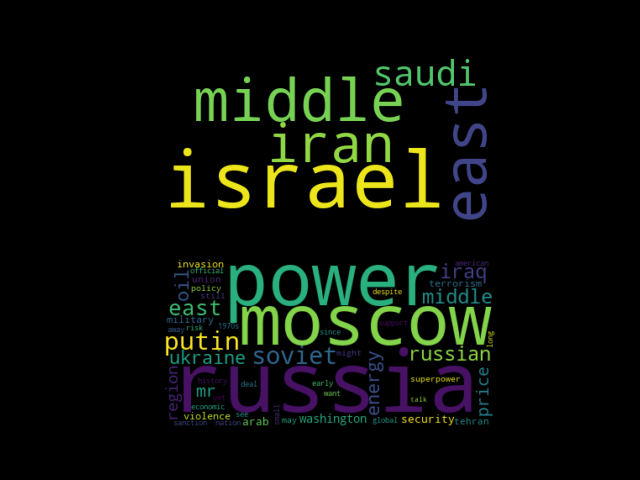 saudi
middle
east
iran
israel
invasion
official
power
american
iraq
union
oil
policy
still
despite
terrorism
middle
east
moscow
military
1970s
support
away
risk
since
long
putin
ukraine
soviet
might
russian
russia
energy
region
history
mr
deal
early
superpower
yet
want
price
talk
economic
small
violence
see
sanction
nation
arab
may
washington
global
security
tehran